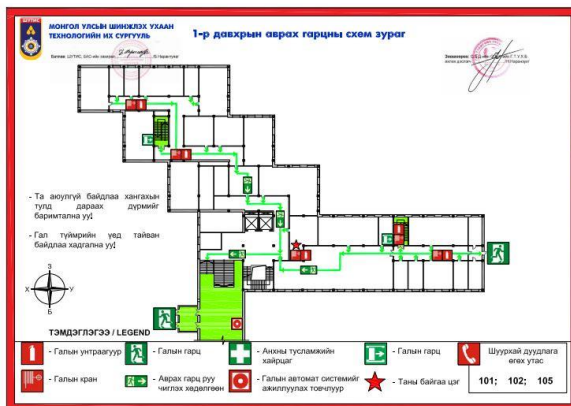 ШУТИС
МОНГОЛ УЛСЫН ШИНЖЛЭХ УХААН
ТЕХНОЛОГИЙН ИХ СУРГУУЛЬ
1-р давхрын аврах гарцны схем зураг
- Та аюулгүй байдлаа хангахын
тулд дараах дүрмийг
баримтална уу!
- Гал түймрийн үед тайван
байдлаа хадгална уу!
З
Х
У
Б
ТЭМДЭГЛЭГЭЭ / LEGEND
- Галын унтраагуур
- Галын гарц
- Анхны тусламжийн
хайрцаг
- Галын гарц
Шуурхай дуудлага
өгөх утас
- Галын кран
- Аврах гарц руу
чиглэх хөдөлгөөн
- Галын автомат системийг
ажиллуулах товчлуур
- Таны байгаа цэг
101; 102; 105